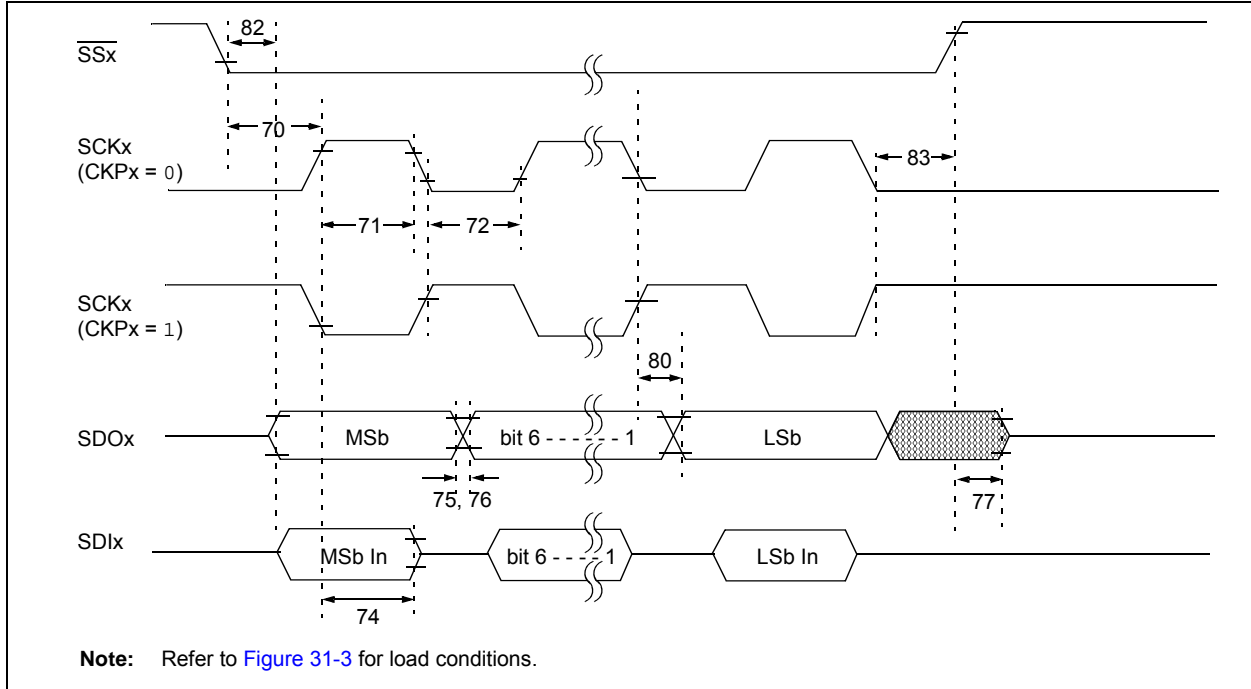 82
SSx
70
SCKx
(CKPx = 0)
83
71
72
SCKx
(CKPx = 1)
80
SDOx
MSb
bit 6 - - - - - - 1
LSb
75, 76
77
SDIx
MSb In
bit 6 - - - - - 1
LSb In
74
Note: Refer to Figure 31-3 for load conditions.